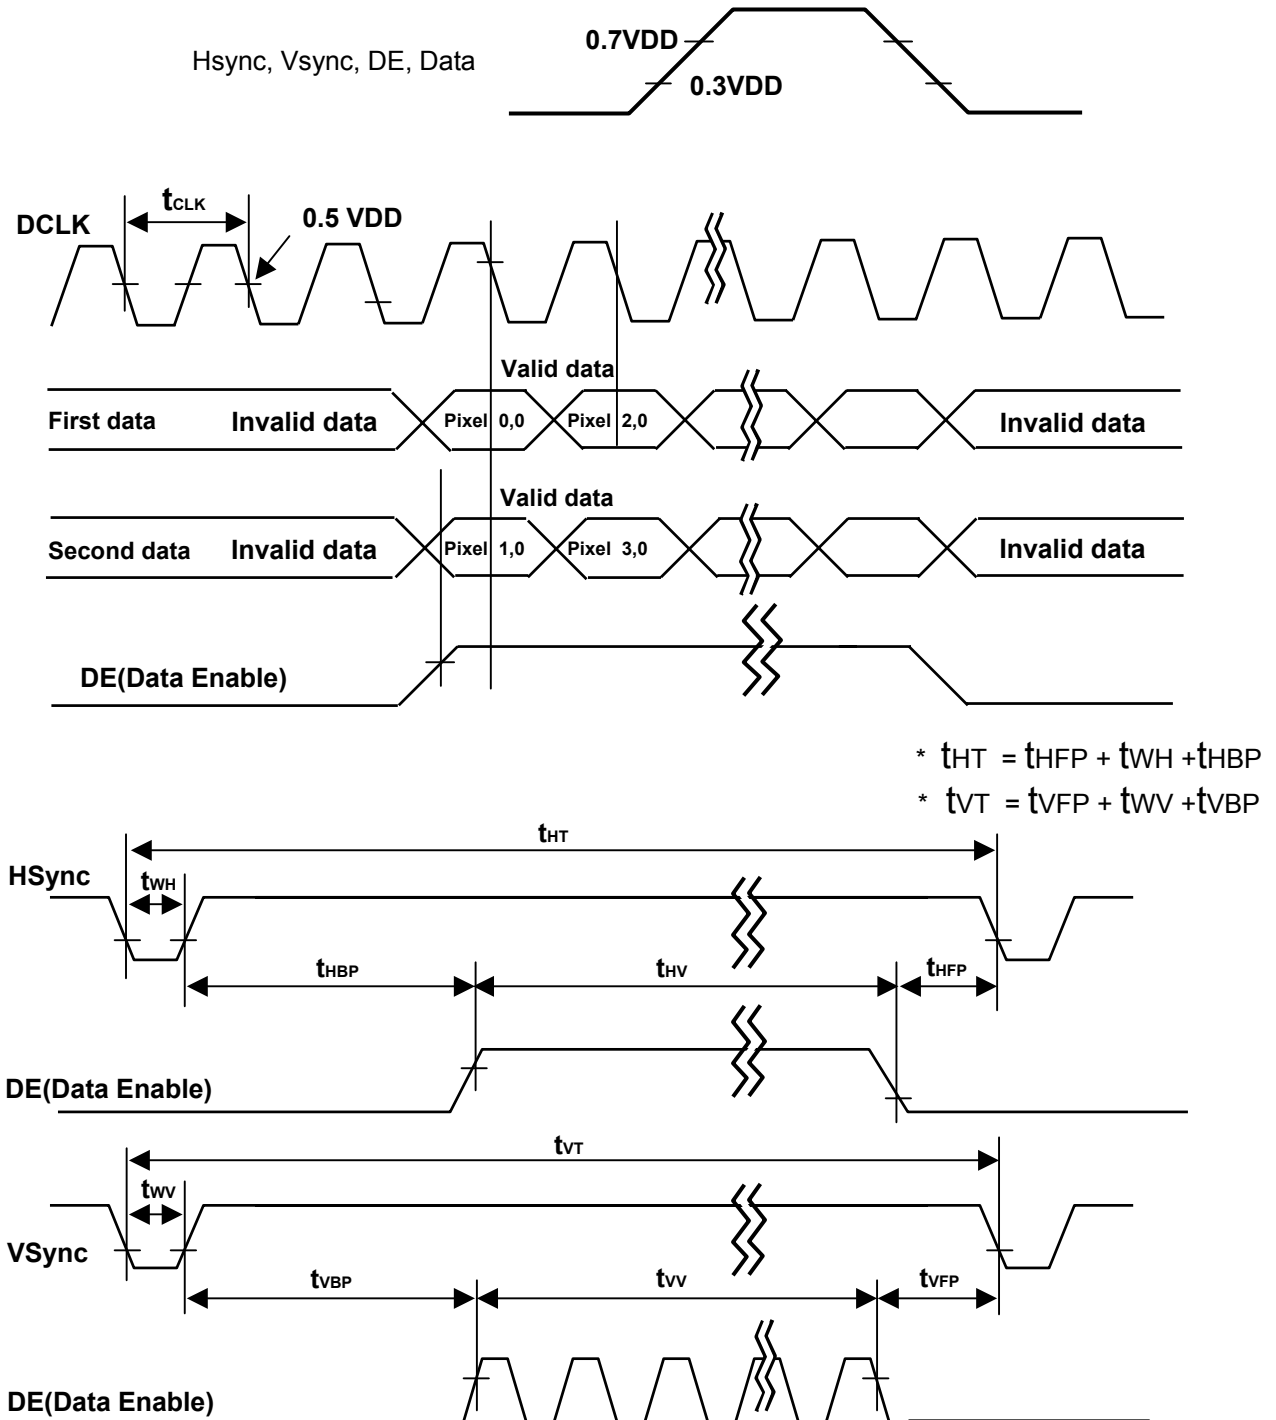 Hsync, Vsync, DE, Data
0.7VDD
0.3VDD
tCLK
DCLK
0.5 VDD
Valid data
First data Invalid data Pixel 0,0 Pixel 2,0 Invalid data
Valid data
Second data Invalid data Pixel 1,0 Pixel 3,0 Invalid data
DE(Data Enable)
* tHT = tHFP + tWH +tHBP
* tVT = tVFP + tWV +tVBP
tHT
HSync
tWH
tHBP tHV tHFP
DE(Data Enable)
tVT
tWV
VSync
tVBP tVV tVFP
DE(Data Enable)